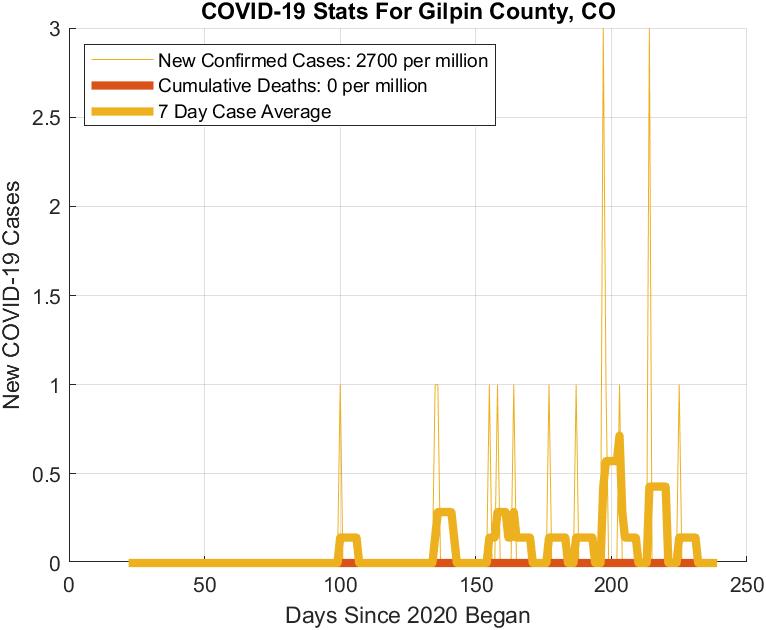 COVID-19 Stats For Gilpin County, CO
New Confirmed Cases: 2700 per million
Cumulative Deaths: 0 per million
7 Day Case Average
New COVID-19 Cases
3
2.5
2
1.5
1
0.5
0
0
50
100
150
200
250
Days Since 2020 Began